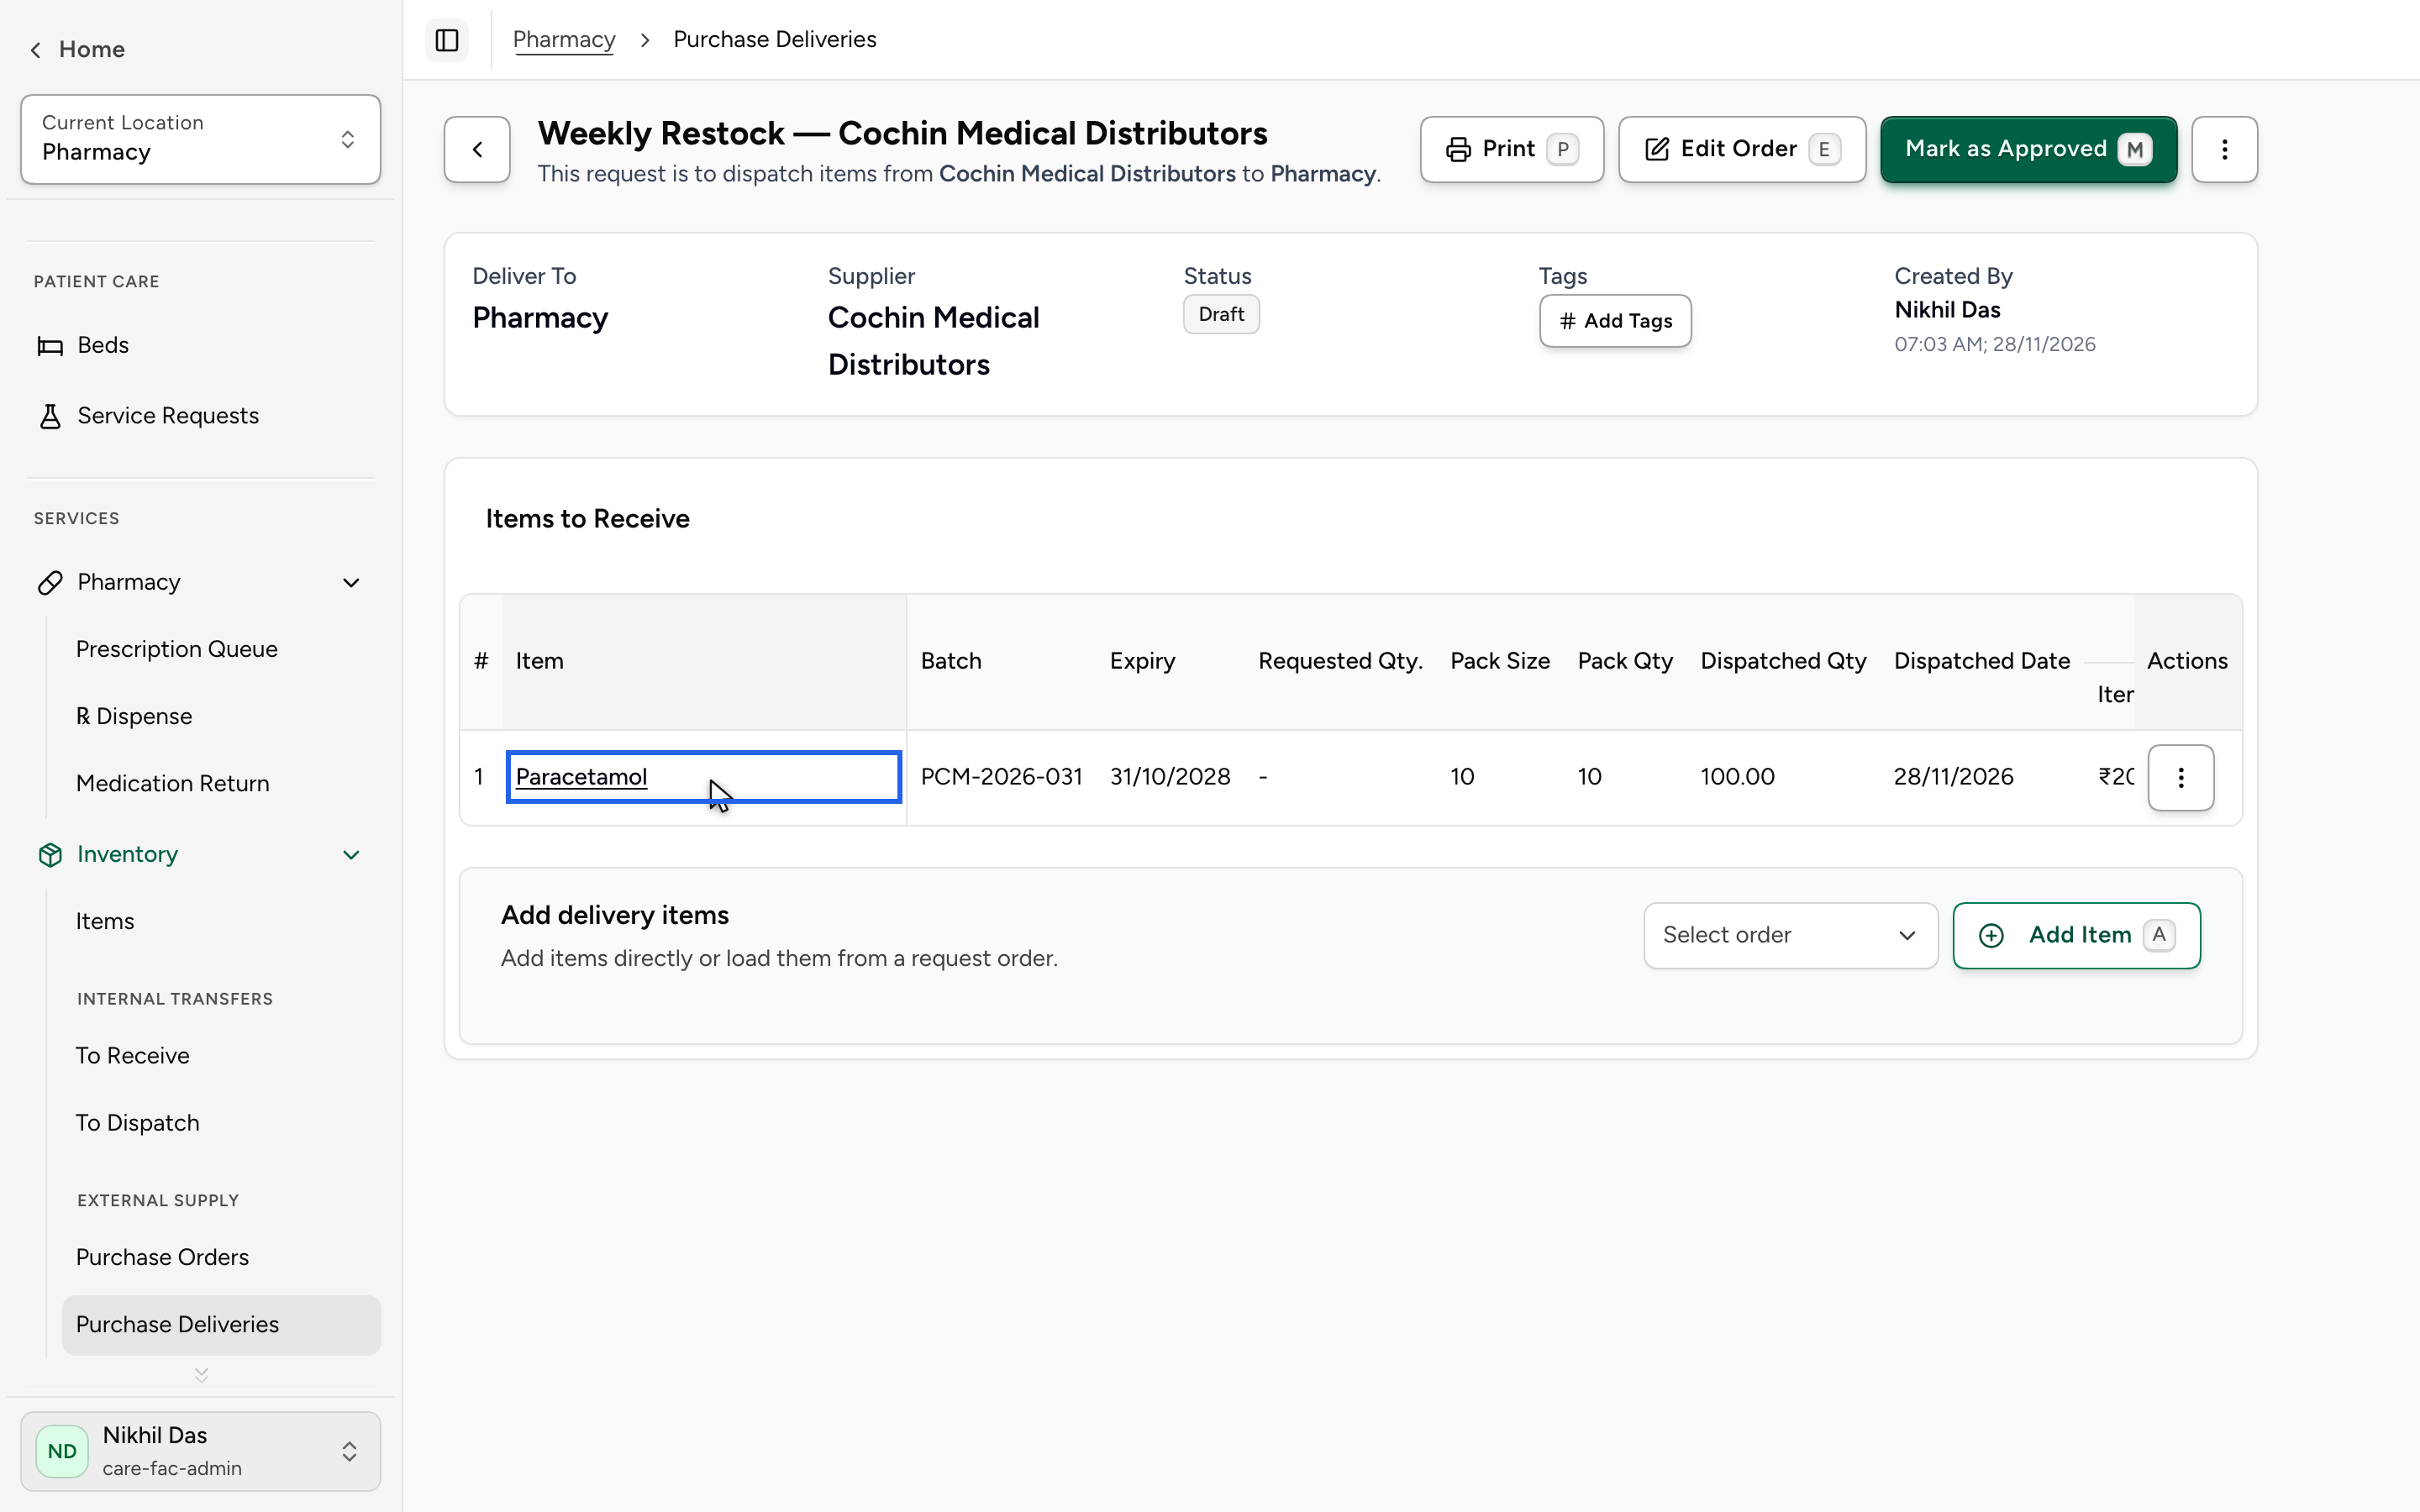 Home
Current Location
Pharmacy
PATIENT CARE
Beds
Service Requests
SERVICES
Pharmacy
Prescription Queue
℞ Dispense
Medication Return
Inventory
Items
INTERNAL TRANSFERS
To Receive
To Dispatch
EXTERNAL SUPPLY
Purchase Orders
Purchase Deliveries
ND
Nikhil Das
care-fac-admin
Pharmacy > Purchase Deliveries
Weekly Restock — Cochin Medical Distributors
This request is to dispatch items from Cochin Medical Distributors to Pharmacy.
Print P
Edit Order E
Mark as Approved M
Deliver To
Pharmacy
Supplier
Cochin Medical
Distributors
Status
Draft
Tags
# Add Tags
Created By
Nikhil Das
07:03 AM; 28/11/2026
Items to Receive
# Item Batch Expiry Requested Qty. Pack Size Pack Qty Dispatched Qty Dispatched Date Actions
1 Paracetamol PCM-2026-031 31/10/2028 - 10 10 100.00 28/11/2026
Add delivery items
Add items directly or load them from a request order.
Select order
Add Item A